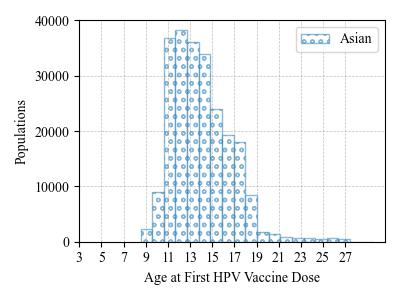 40000
Asian
30000
20000
10000
0
Populations
3 5 7 9 11 13 15 17 19 21 23 25 27
Age at First HPV Vaccine Dose